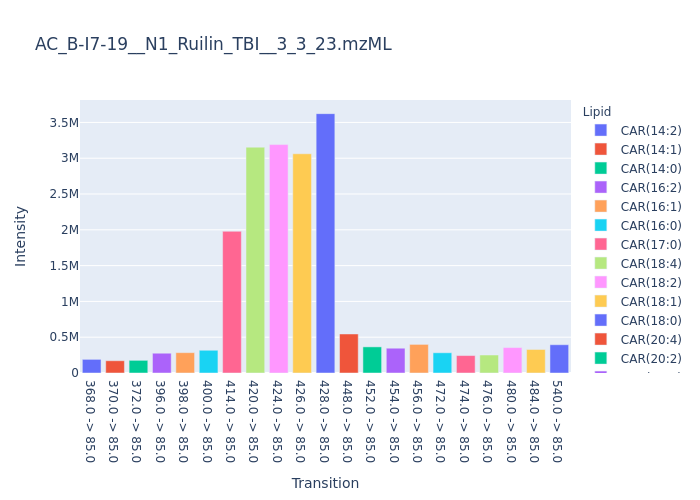 AC_B-I7-19__N1_Ruilin_TBI__3_3_23.mzML
Intensity
3.5M
3M
2.5M
2M
1.5M
1M
0.5M
0
368.0 -> 85.0
370.0 -> 85.0
372.0 -> 85.0
396.0 -> 85.0
398.0 -> 85.0
400.0 -> 85.0
414.0 -> 85.0
420.0 -> 85.0
424.0 -> 85.0
426.0 -> 85.0
428.0 -> 85.0
448.0 -> 85.0
452.0 -> 85.0
454.0 -> 85.0
456.0 -> 85.0
472.0 -> 85.0
474.0 -> 85.0
476.0 -> 85.0
480.0 -> 85.0
484.0 -> 85.0
540.0 -> 85.0
Transition
Lipid
CAR(14:2)
CAR(14:1)
CAR(14:0)
CAR(16:2)
CAR(16:1)
CAR(16:0)
CAR(17:0)
CAR(18:4)
CAR(18:2)
CAR(18:1)
CAR(18:0)
CAR(20:4)
CAR(20:2)